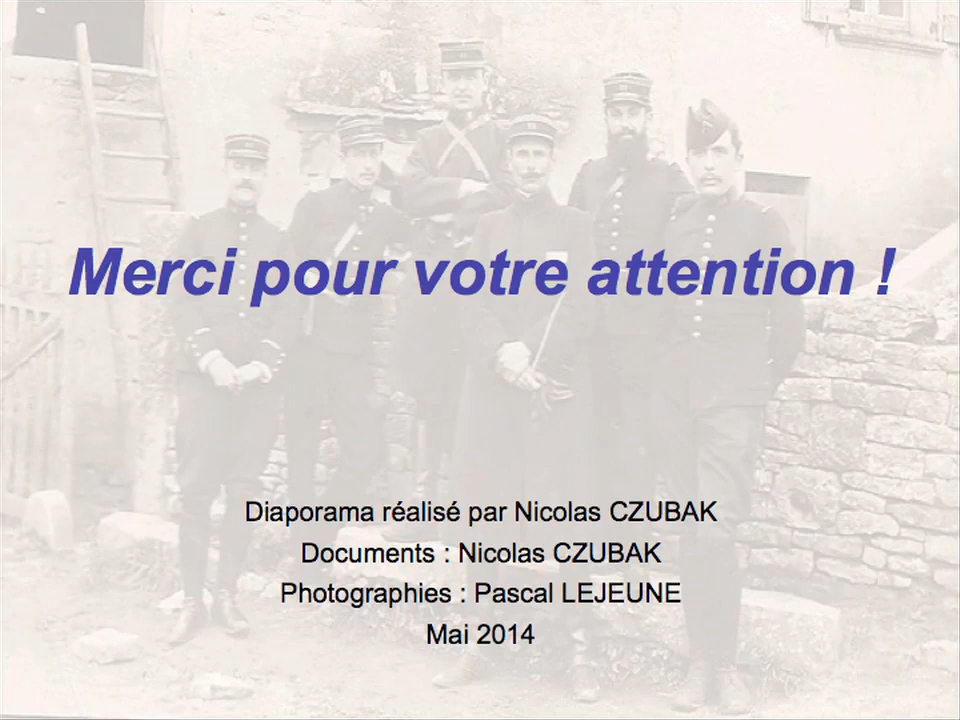 Merci pour votre attention !
Diaporama réalisé par Nicolas CZUBAK
Documents : Nicolas CZUBAK
Photographies : Pascal LEJEUNE
Mai 2014